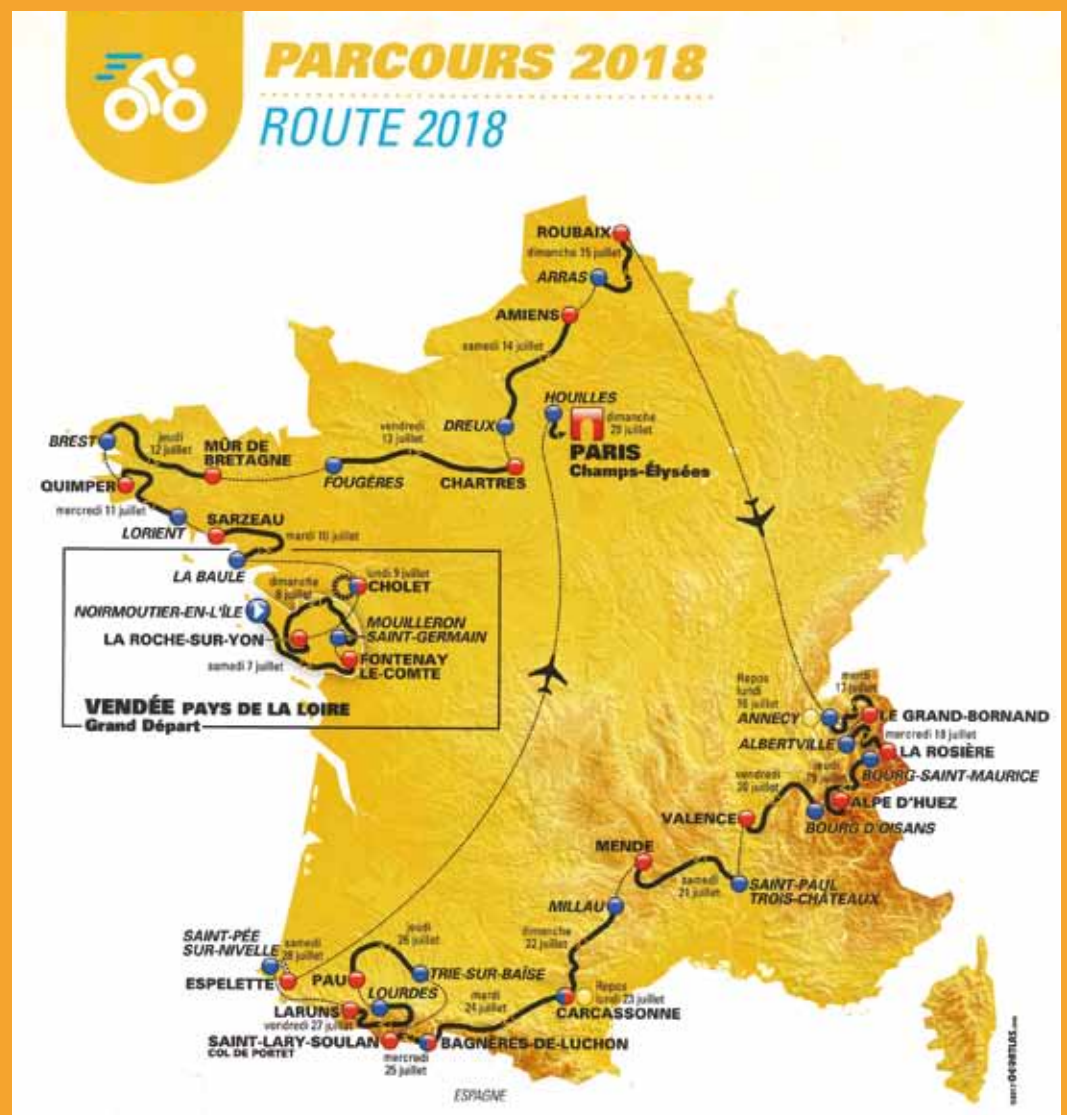 PARCOURS 2018
ROUTE 2018
ROUBAIX
dimanche 15 juillet
ARRAS
AMIENS
samedi 14 juillet
HOUILLES
DREUX
dimanche
29 juillet
PARIS
Champs-Élysées
BREST
jeudi
12 juillet
MÛR DE
BRETAGNE
vendredi
13 juillet
FOUGÈRES
CHARTRES
QUIMPER
mercredi 11 juillet
LORIENT
SARZEAU
mardi 10 juillet
LA BAULE
lundi 9 juillet
CHOLET
dimanche
8 juillet
NOIRMOUTIER-EN-L'ÎLE
MOUILLERON
SAINT-GERMAIN
LA ROCHE-SUR-YON
samedi 7 juillet
FONTENAY
LE-COMTE
VENDÉE PAYS DE LA LOIRE
Grand Départ
Repos
lundi
16 juillet
ANNECY
mardi
17 juillet
LE GRAND-BORNAND
mercredi 18 juillet
ALBERTVILLE
LA ROSIÈRE
BOURG-SAINT-MAURICE
jeudi
19 juillet
ALPE D'HUEZ
vendredi
20 juillet
BOURG D'OISANS
VALENCE
MENDE
samedi
21 juillet
SAINT-PAUL
TROIS-CHÂTEAUX
MILLAU
dimanche
22 juillet
SAINT-PÉE
SUR-NIVELLE
samedi
28 juillet
ESPELETTE
jeudi
26 juillet
PAU
TRIE-SUR-BAÏSE
LOURDES
mardi
24 juillet
Repos
lundi 23 juillet
CARCASSONNE
LARUNS
vendredi 27 juillet
SAINT-LARY-SOULAN
COL DE PORTET
BAGNÈRES-DE-LUCHON
mercredi
25 juillet
ESPAGNE